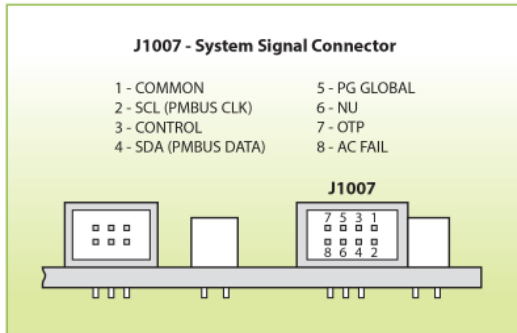 J1007 - System Signal Connector
1 - COMMON
2 - SCL (PMBUS CLK)
3 - CONTROL
4 - SDA (PMBUS DATA)
5 - PG GLOBAL
6 - NU
7 - OTP
8 - AC FAIL
J1007
7 5 3 1
8 6 4 2